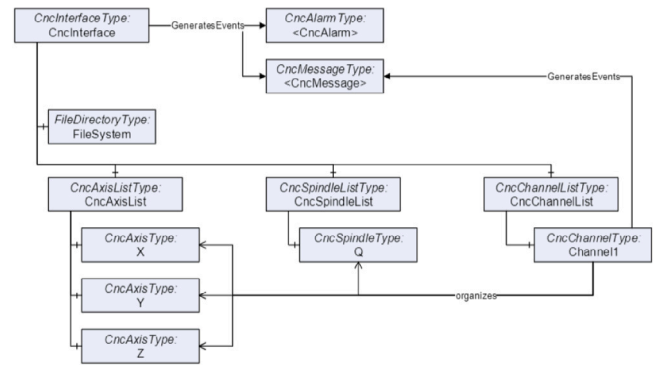 CncInterfaceType:
CncInterface
GeneratesEvents
CncAlarmType:
<CncAlarm>
CncMessageType:
<CncMessage>
GeneratesEvents
FileDirectoryType:
FileSystem
CncAxisListType:
CncAxisList
CncSpindleListType:
CncSpindleList
CncChannelListType:
CncChannelList
CncAxisType:
X
CncSpindleType:
Q
CncChannelType:
Channel1
CncAxisType:
Y
organizes
CncAxisType:
Z